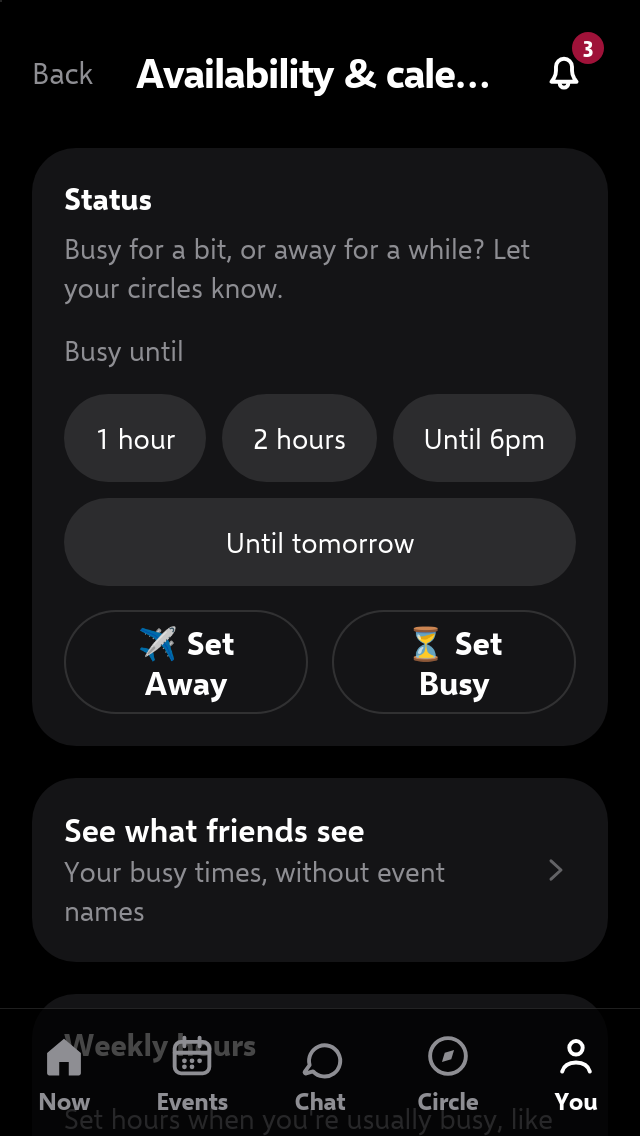 Back
Availability & cale...
3
Status
Busy for a bit, or away for a while? Let
your circles know.
Busy until
1 hour
2 hours
Until 6pm
Until tomorrow
✈️ Set
Away
⏳ Set
Busy
See what friends see
Your busy times, without event
names
Weekly hours
Now
Events
Chat
Circle
You
Set hours when you're usually busy, like